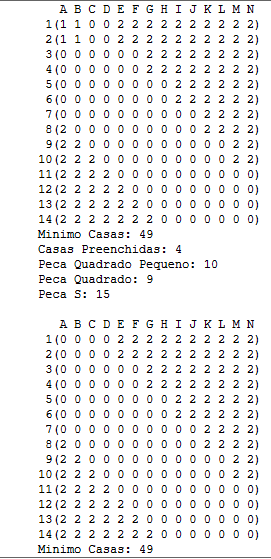 A B C D E F G H I J K L M N
1(1 1 0 0 2 2 2 2 2 2 2 2 2 2)
2(1 1 0 0 2 2 2 2 2 2 2 2 2 2)
3(0 0 0 0 0 0 2 2 2 2 2 2 2 2)
4(0 0 0 0 0 0 2 2 2 2 2 2 2 2)
5(0 0 0 0 0 0 0 0 2 2 2 2 2 2)
6(0 0 0 0 0 0 0 0 2 2 2 2 2 2)
7(0 0 0 0 0 0 0 0 0 0 2 2 2 2)
8(2 0 0 0 0 0 0 0 0 0 2 2 2 2)
9(2 2 0 0 0 0 0 0 0 0 0 0 2 2)
10(2 2 2 0 0 0 0 0 0 0 0 0 2 2)
11(2 2 2 2 0 0 0 0 0 0 0 0 0 0)
12(2 2 2 2 2 0 0 0 0 0 0 0 0 0)
13(2 2 2 2 2 2 0 0 0 0 0 0 0 0)
14(2 2 2 2 2 2 2 0 0 0 0 0 0 0)
Minimo Casas: 49
Casas Preenchidas: 4
Peca Quadrado Pequeno: 10
Peca Quadrado: 9
Peca S: 15
A B C D E F G H I J K L M N
1(0 0 0 0 2 2 2 2 2 2 2 2 2 2)
2(0 0 0 0 2 2 2 2 2 2 2 2 2 2)
3(0 0 0 0 0 0 2 2 2 2 2 2 2 2)
4(0 0 0 0 0 0 2 2 2 2 2 2 2 2)
5(0 0 0 0 0 0 0 0 2 2 2 2 2 2)
6(0 0 0 0 0 0 0 0 2 2 2 2 2 2)
7(0 0 0 0 0 0 0 0 0 0 2 2 2 2)
8(2 0 0 0 0 0 0 0 0 0 2 2 2 2)
9(2 2 0 0 0 0 0 0 0 0 0 0 2 2)
10(2 2 2 0 0 0 0 0 0 0 0 0 2 2)
11(2 2 2 2 0 0 0 0 0 0 0 0 0 0)
12(2 2 2 2 2 0 0 0 0 0 0 0 0 0)
13(2 2 2 2 2 2 0 0 0 0 0 0 0 0)
14(2 2 2 2 2 2 2 0 0 0 0 0 0 0)
Minimo Casas: 49